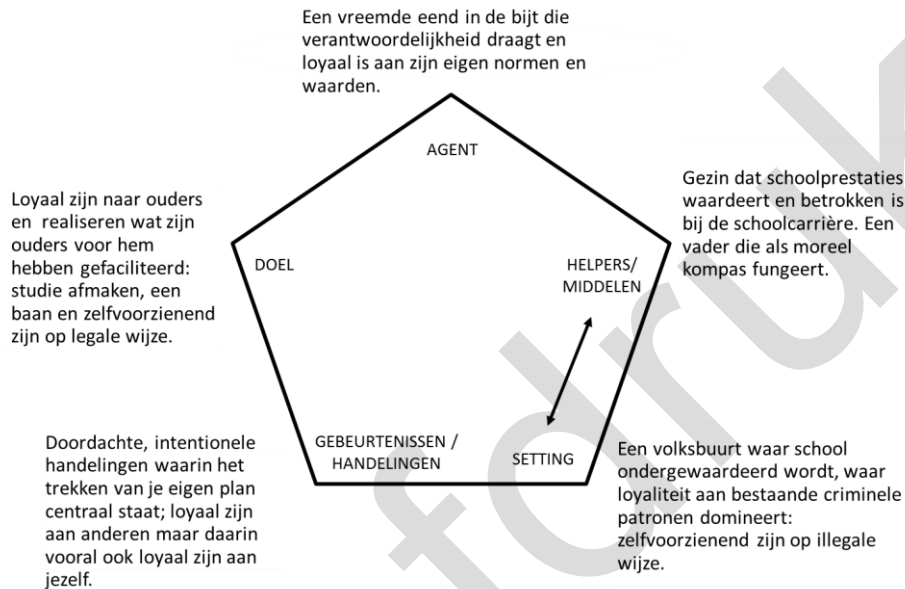 Een vreemde eend in de bijt die
verantwoordelijkheid draagt en
loyaal is aan zijn eigen normen en
waarden.
AGENT
Gezin dat schoolprestaties
waardeert en betrokken is
bij de schoolcarrière. Een
vader die als moreel
kompas fungeert.
HELPERS/
MIDDELEN
Loyaal zijn naar ouders
en realiseren wat zijn
ouders voor hem
hebben gefaciliteerd:
studie afmaken, een
baan en zelfvoorzienend
zijn op legale wijze.
DOEL
Doordachte, intentionele
handelingen waarin het
trekken van je eigen plan
centraal staat; loyaal zijn
aan anderen maar daarin
vooral ook loyaal zijn aan
jezelf.
GEBEURTENISSEN /
HANDELINGEN
SETTING
Een volksbuurt waar school
ondergewaardeerd wordt, waar
loyaliteit aan bestaande criminele
patronen domineert:
zelfvoorzienend zijn op illegale
wijze.
fdruk